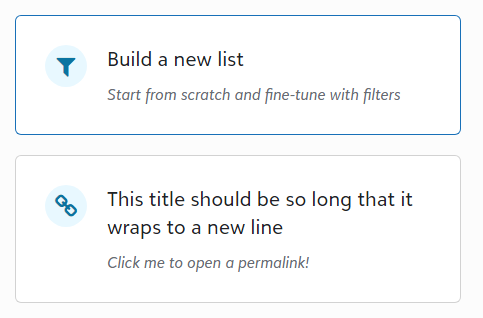 Build a new list
Start from scratch and fine-tune with filters
This title should be so long that it
wraps to a new line
Click me to open a permalink!